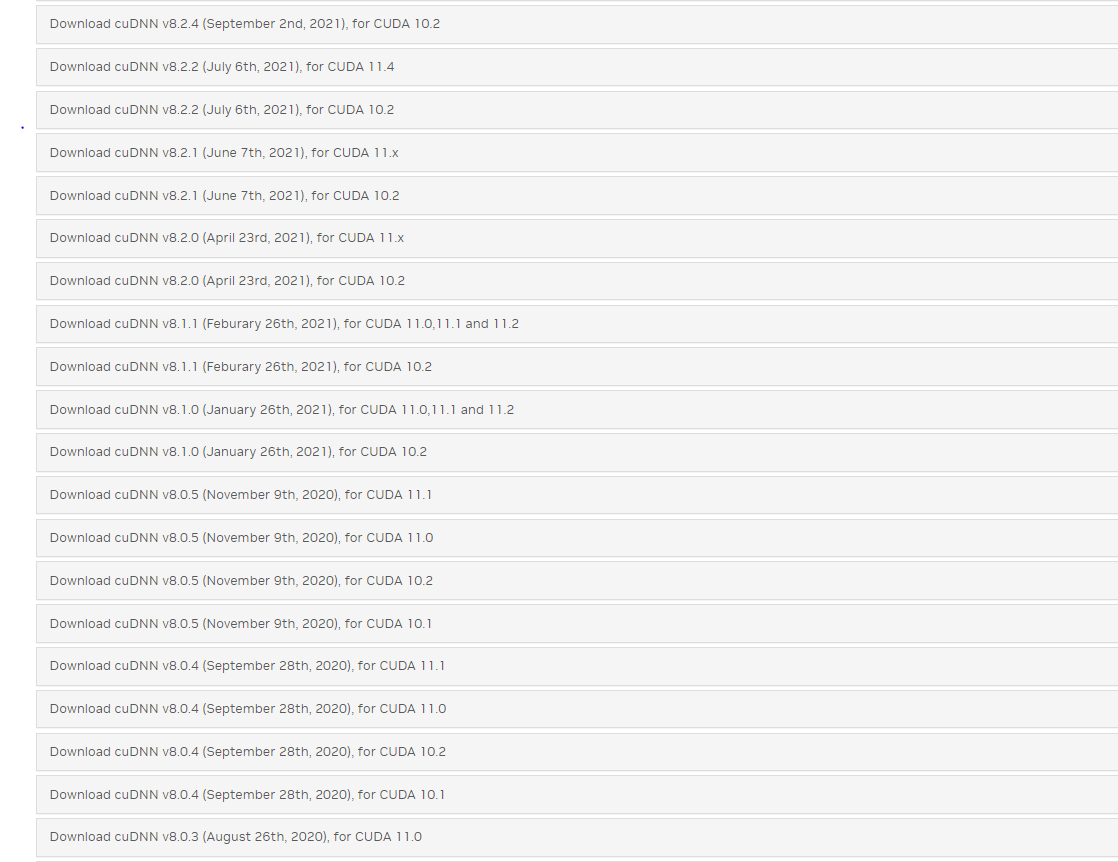 Download cuDNN v8.2.4 (September 2nd, 2021), for CUDA 10.2
Download cuDNN v8.2.2 (July 6th, 2021), for CUDA 11.4
Download cuDNN v8.2.2 (July 6th, 2021), for CUDA 10.2
Download cuDNN v8.2.1 (June 7th, 2021), for CUDA 11.x
Download cuDNN v8.2.1 (June 7th, 2021), for CUDA 10.2
Download cuDNN v8.2.0 (April 23rd, 2021), for CUDA 11.x
Download cuDNN v8.2.0 (April 23rd, 2021), for CUDA 10.2
Download cuDNN v8.1.1 (Feburary 26th, 2021), for CUDA 11.0,11.1 and 11.2
Download cuDNN v8.1.1 (Feburary 26th, 2021), for CUDA 10.2
Download cuDNN v8.1.0 (January 26th, 2021), for CUDA 11.0,11.1 and 11.2
Download cuDNN v8.1.0 (January 26th, 2021), for CUDA 10.2
Download cuDNN v8.0.5 (November 9th, 2020), for CUDA 11.1
Download cuDNN v8.0.5 (November 9th, 2020), for CUDA 11.0
Download cuDNN v8.0.5 (November 9th, 2020), for CUDA 10.2
Download cuDNN v8.0.5 (November 9th, 2020), for CUDA 10.1
Download cuDNN v8.0.4 (September 28th, 2020), for CUDA 11.1
Download cuDNN v8.0.4 (September 28th, 2020), for CUDA 11.0
Download cuDNN v8.0.4 (September 28th, 2020), for CUDA 10.2
Download cuDNN v8.0.4 (September 28th, 2020), for CUDA 10.1
Download cuDNN v8.0.3 (August 26th, 2020), for CUDA 11.0